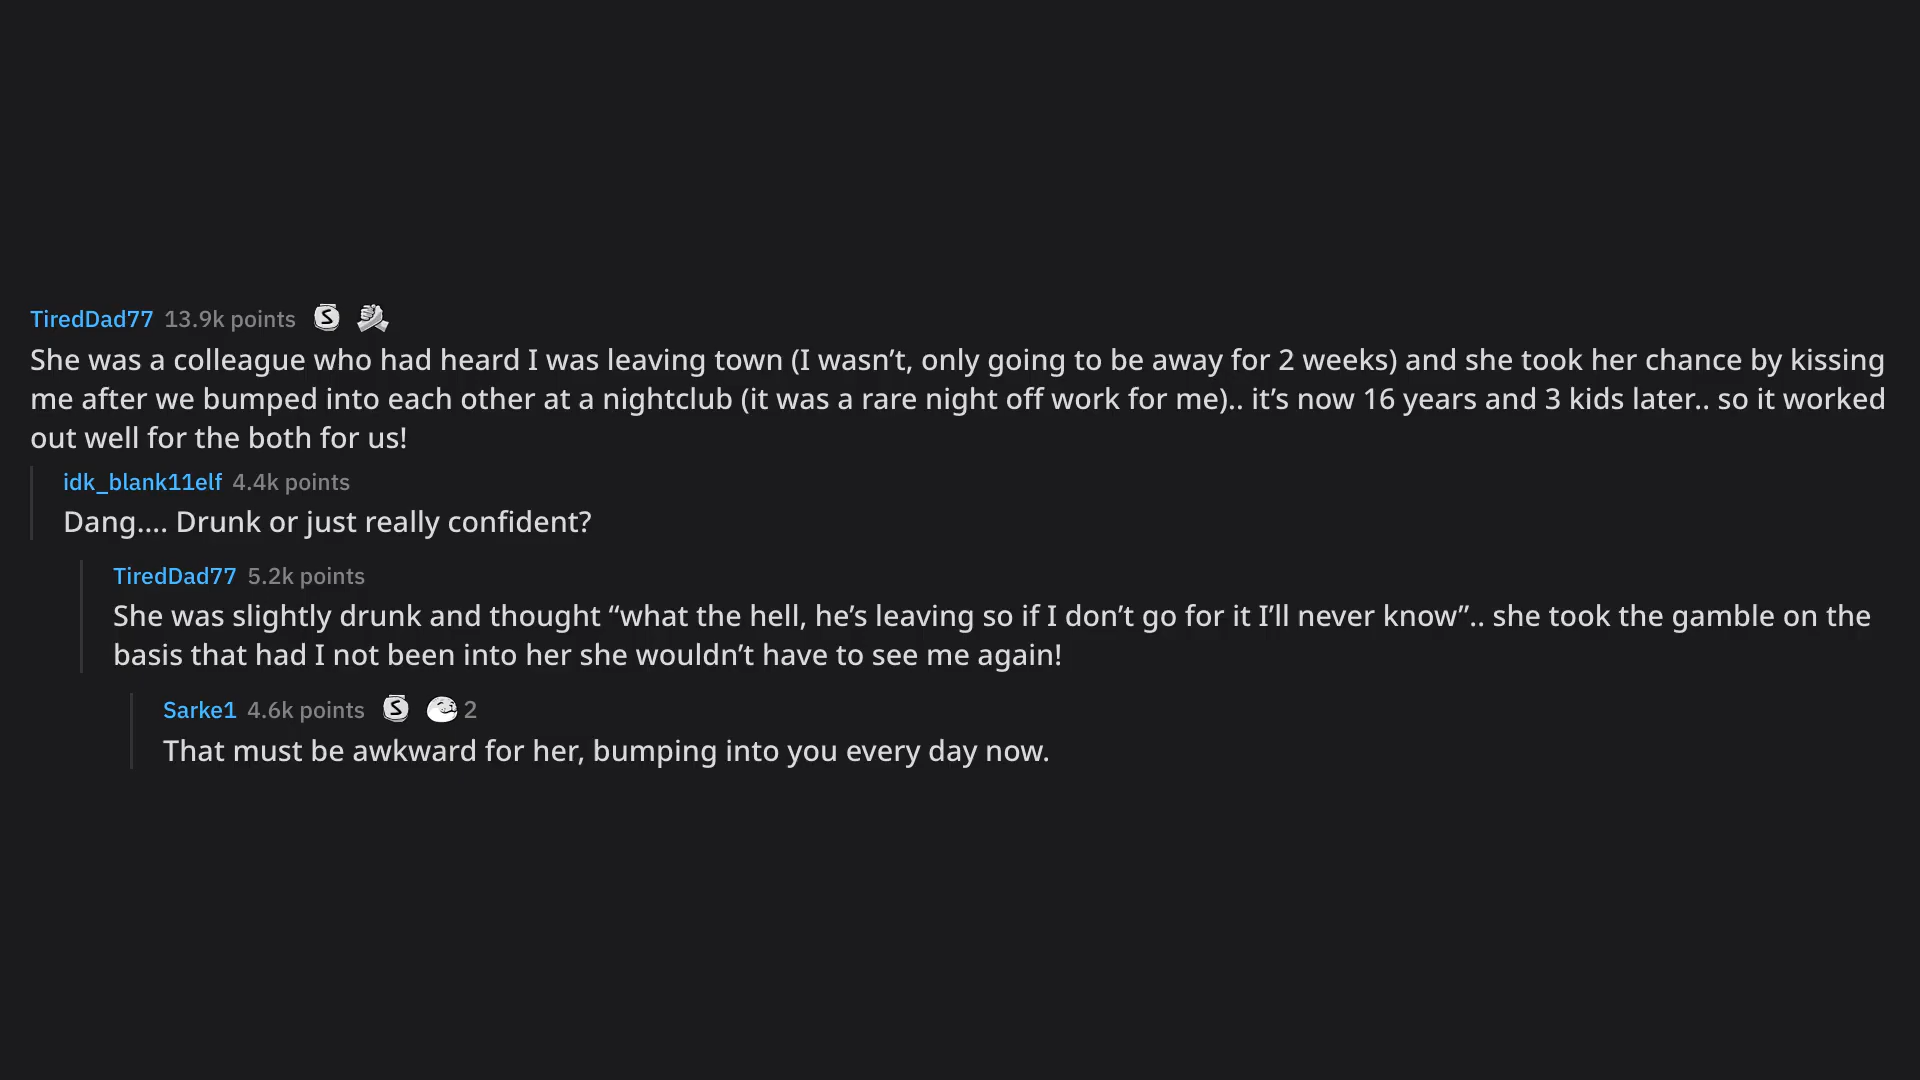 TiredDad77 13.9k points
She was a colleague who had heard I was leaving town (I wasn’t, only going to be away for 2 weeks) and she took her chance by kissing
me after we bumped into each other at a nightclub (it was a rare night off work for me).. it’s now 16 years and 3 kids later.. so it worked
out well for the both for us!
idk_blank11elf 4.4k points
Dang.... Drunk or just really confident?
TiredDad77 5.2k points
She was slightly drunk and thought “what the hell, he’s leaving so if I don’t go for it I’ll never know”.. she took the gamble on the
basis that had I not been into her she wouldn’t have to see me again!
Sarke1 4.6k points S 2
That must be awkward for her, bumping into you every day now.